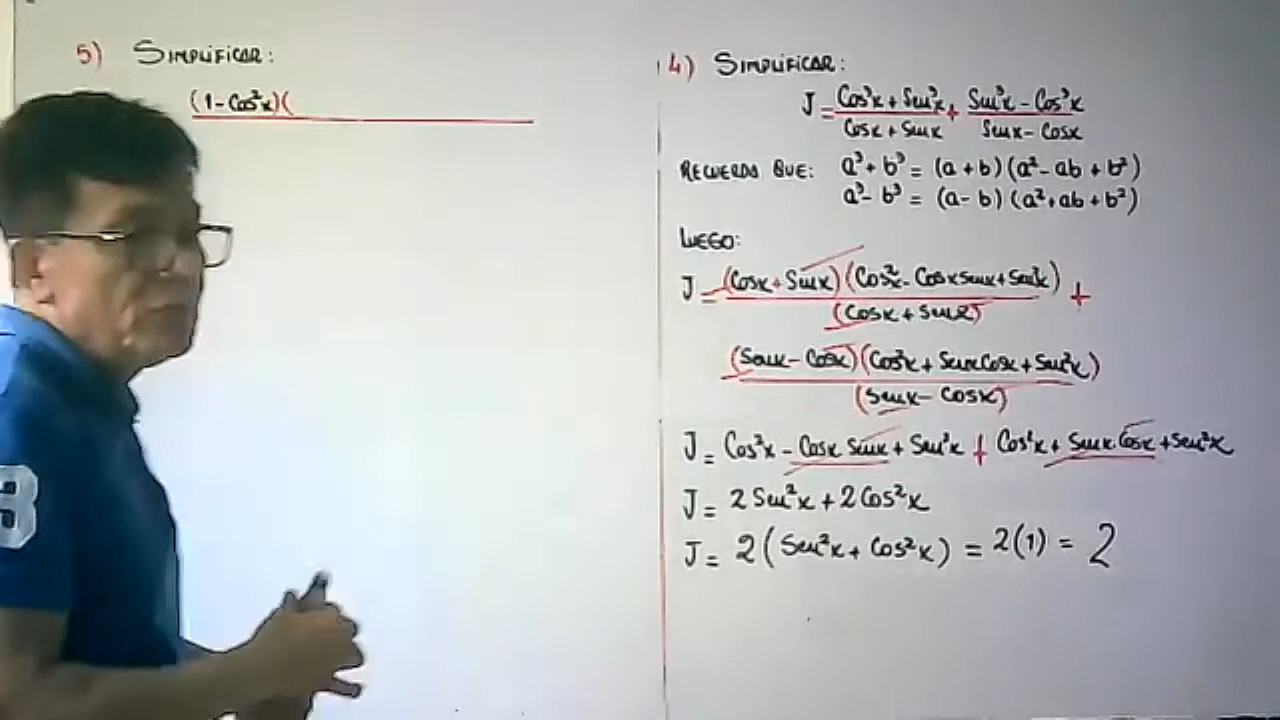 5) SIMPLIFICAR:
(1-Cos²x)(
4) SIMPLIFICAR:
J = Cos³x + Sen³x + Sen³x - Cos³x
Cosx + Senx Senx - Cosx
RECUERDA QUE: a³ + b³ = (a + b) (a² - ab + b²)
a³ - b³ = (a - b) (a² + ab + b²)
LUEGO:
J = (Cosx + Senx) (Cos²x - Cosx Senx + Sen²x) +
(Cosx + Senx)
(Senx - Cosx) (Cos²x + Senx Cosx + Sen²x)
(Senx - Cosx)
J = Cos²x - Cosx Senx + Sen²x + Cos²x + Senx Cosx + Sen²x
J = 2 Sen²x + 2 Cos²x
J = 2 (Sen²x + Cos²x) = 2(1) = 2
3